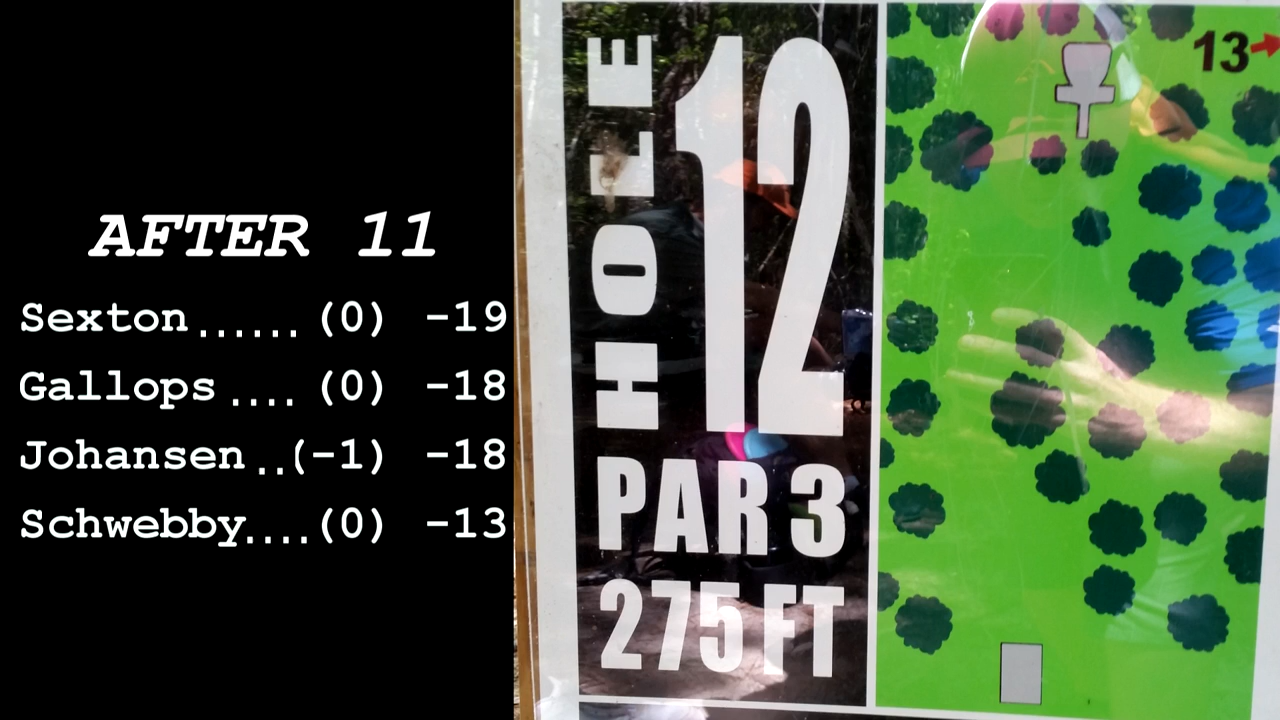 AFTER 11
Sexton ...... (0) -19
Gallops .... (0) -18
Johansen ..(-1) -18
Schwebby....(0) -13
HOLE 12
PAR 3
275 FT
13